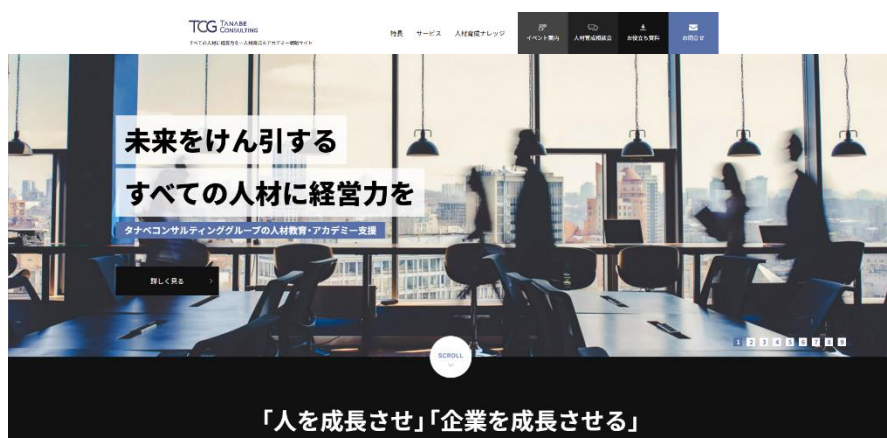 TCG TANABE CONSULTING
すべての人材に経営力を―人材育成&アカデミー戦略サイト
特長 サービス 人材育成ナレッジ イベント案内 人材育成相談会 お役立ち資料 お問合せ
未来をけん引する
すべての人材に経営力を
タナベコンサルティンググループの人材教育・アカデミー支援
詳しく見る
1 2 3 4 5 6 7 8 9
SCROLL
「人を成長させ」「企業を成長させる」